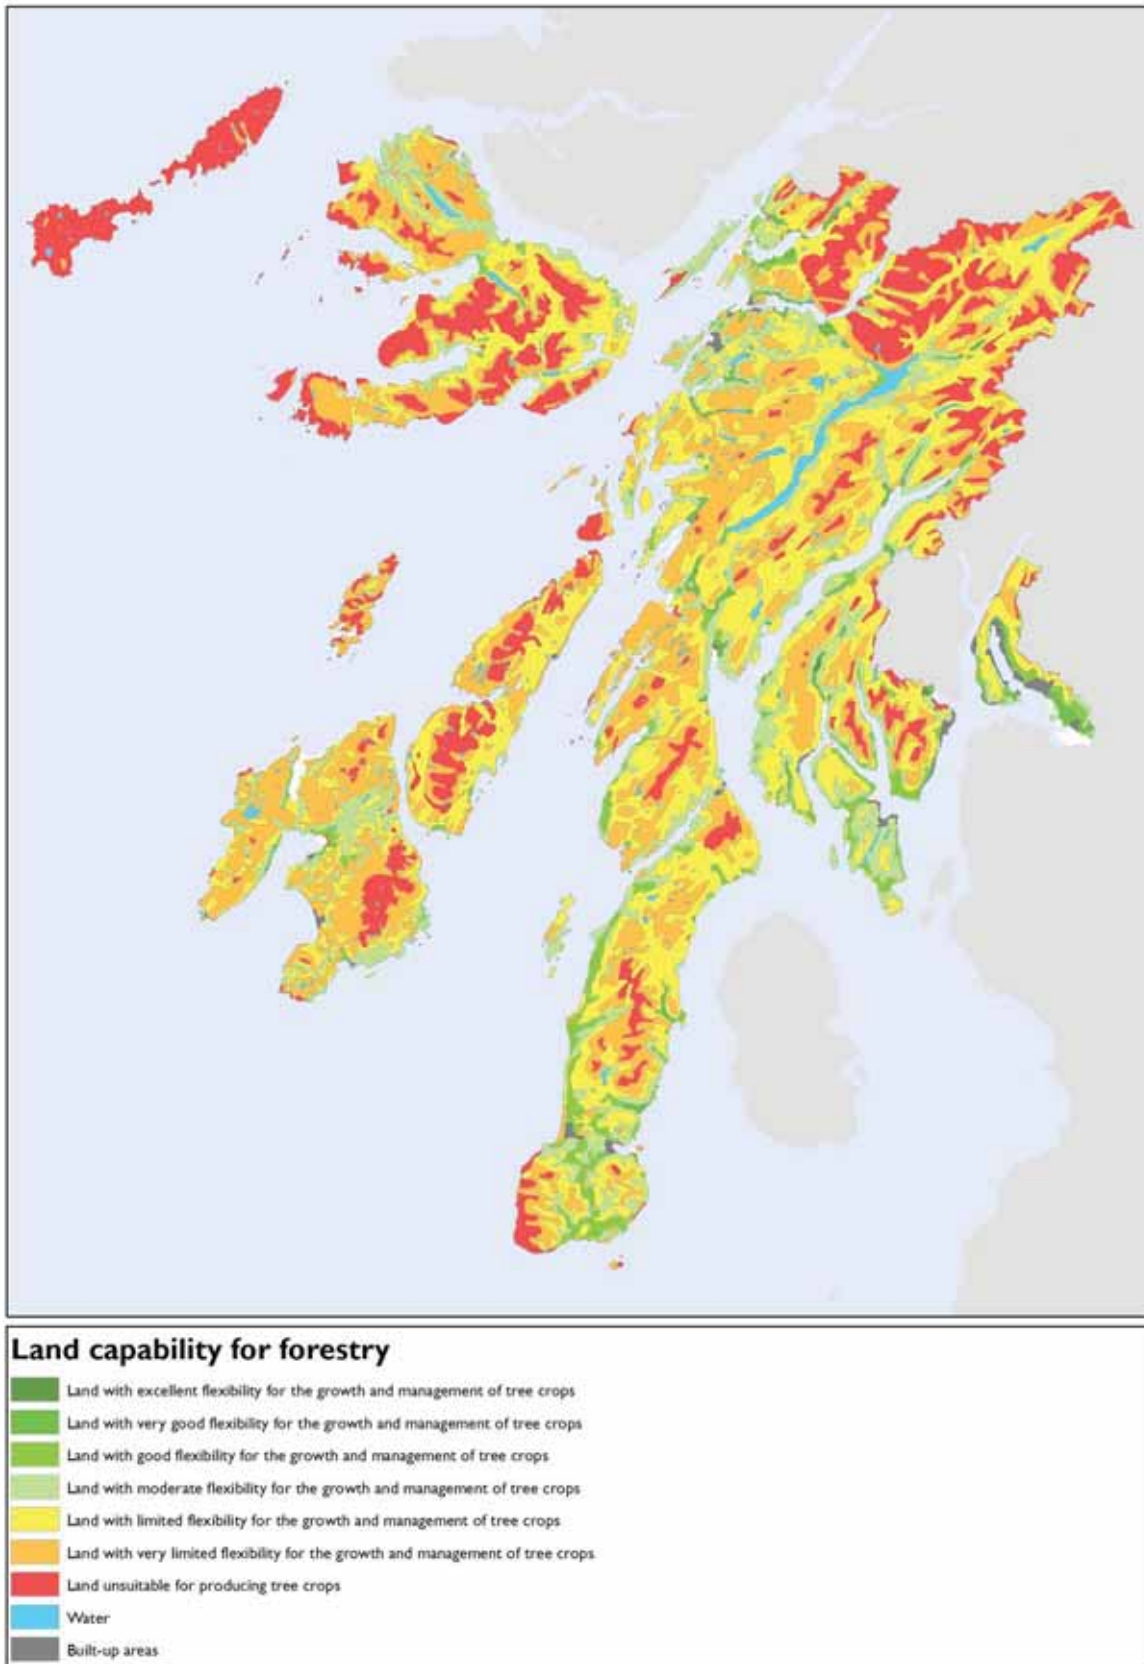 Land capability for forestry
Land with excellent flexibility for the growth and management of tree crops
Land with very good flexibility for the growth and management of tree crops
Land with good flexibility for the growth and management of tree crops
Land with moderate flexibility for the growth and management of tree crops
Land with limited flexibility for the growth and management of tree crops
Land with very limited flexibility for the growth and management of tree crops
Land unsuitable for producing tree crops
Water
Built-up areas